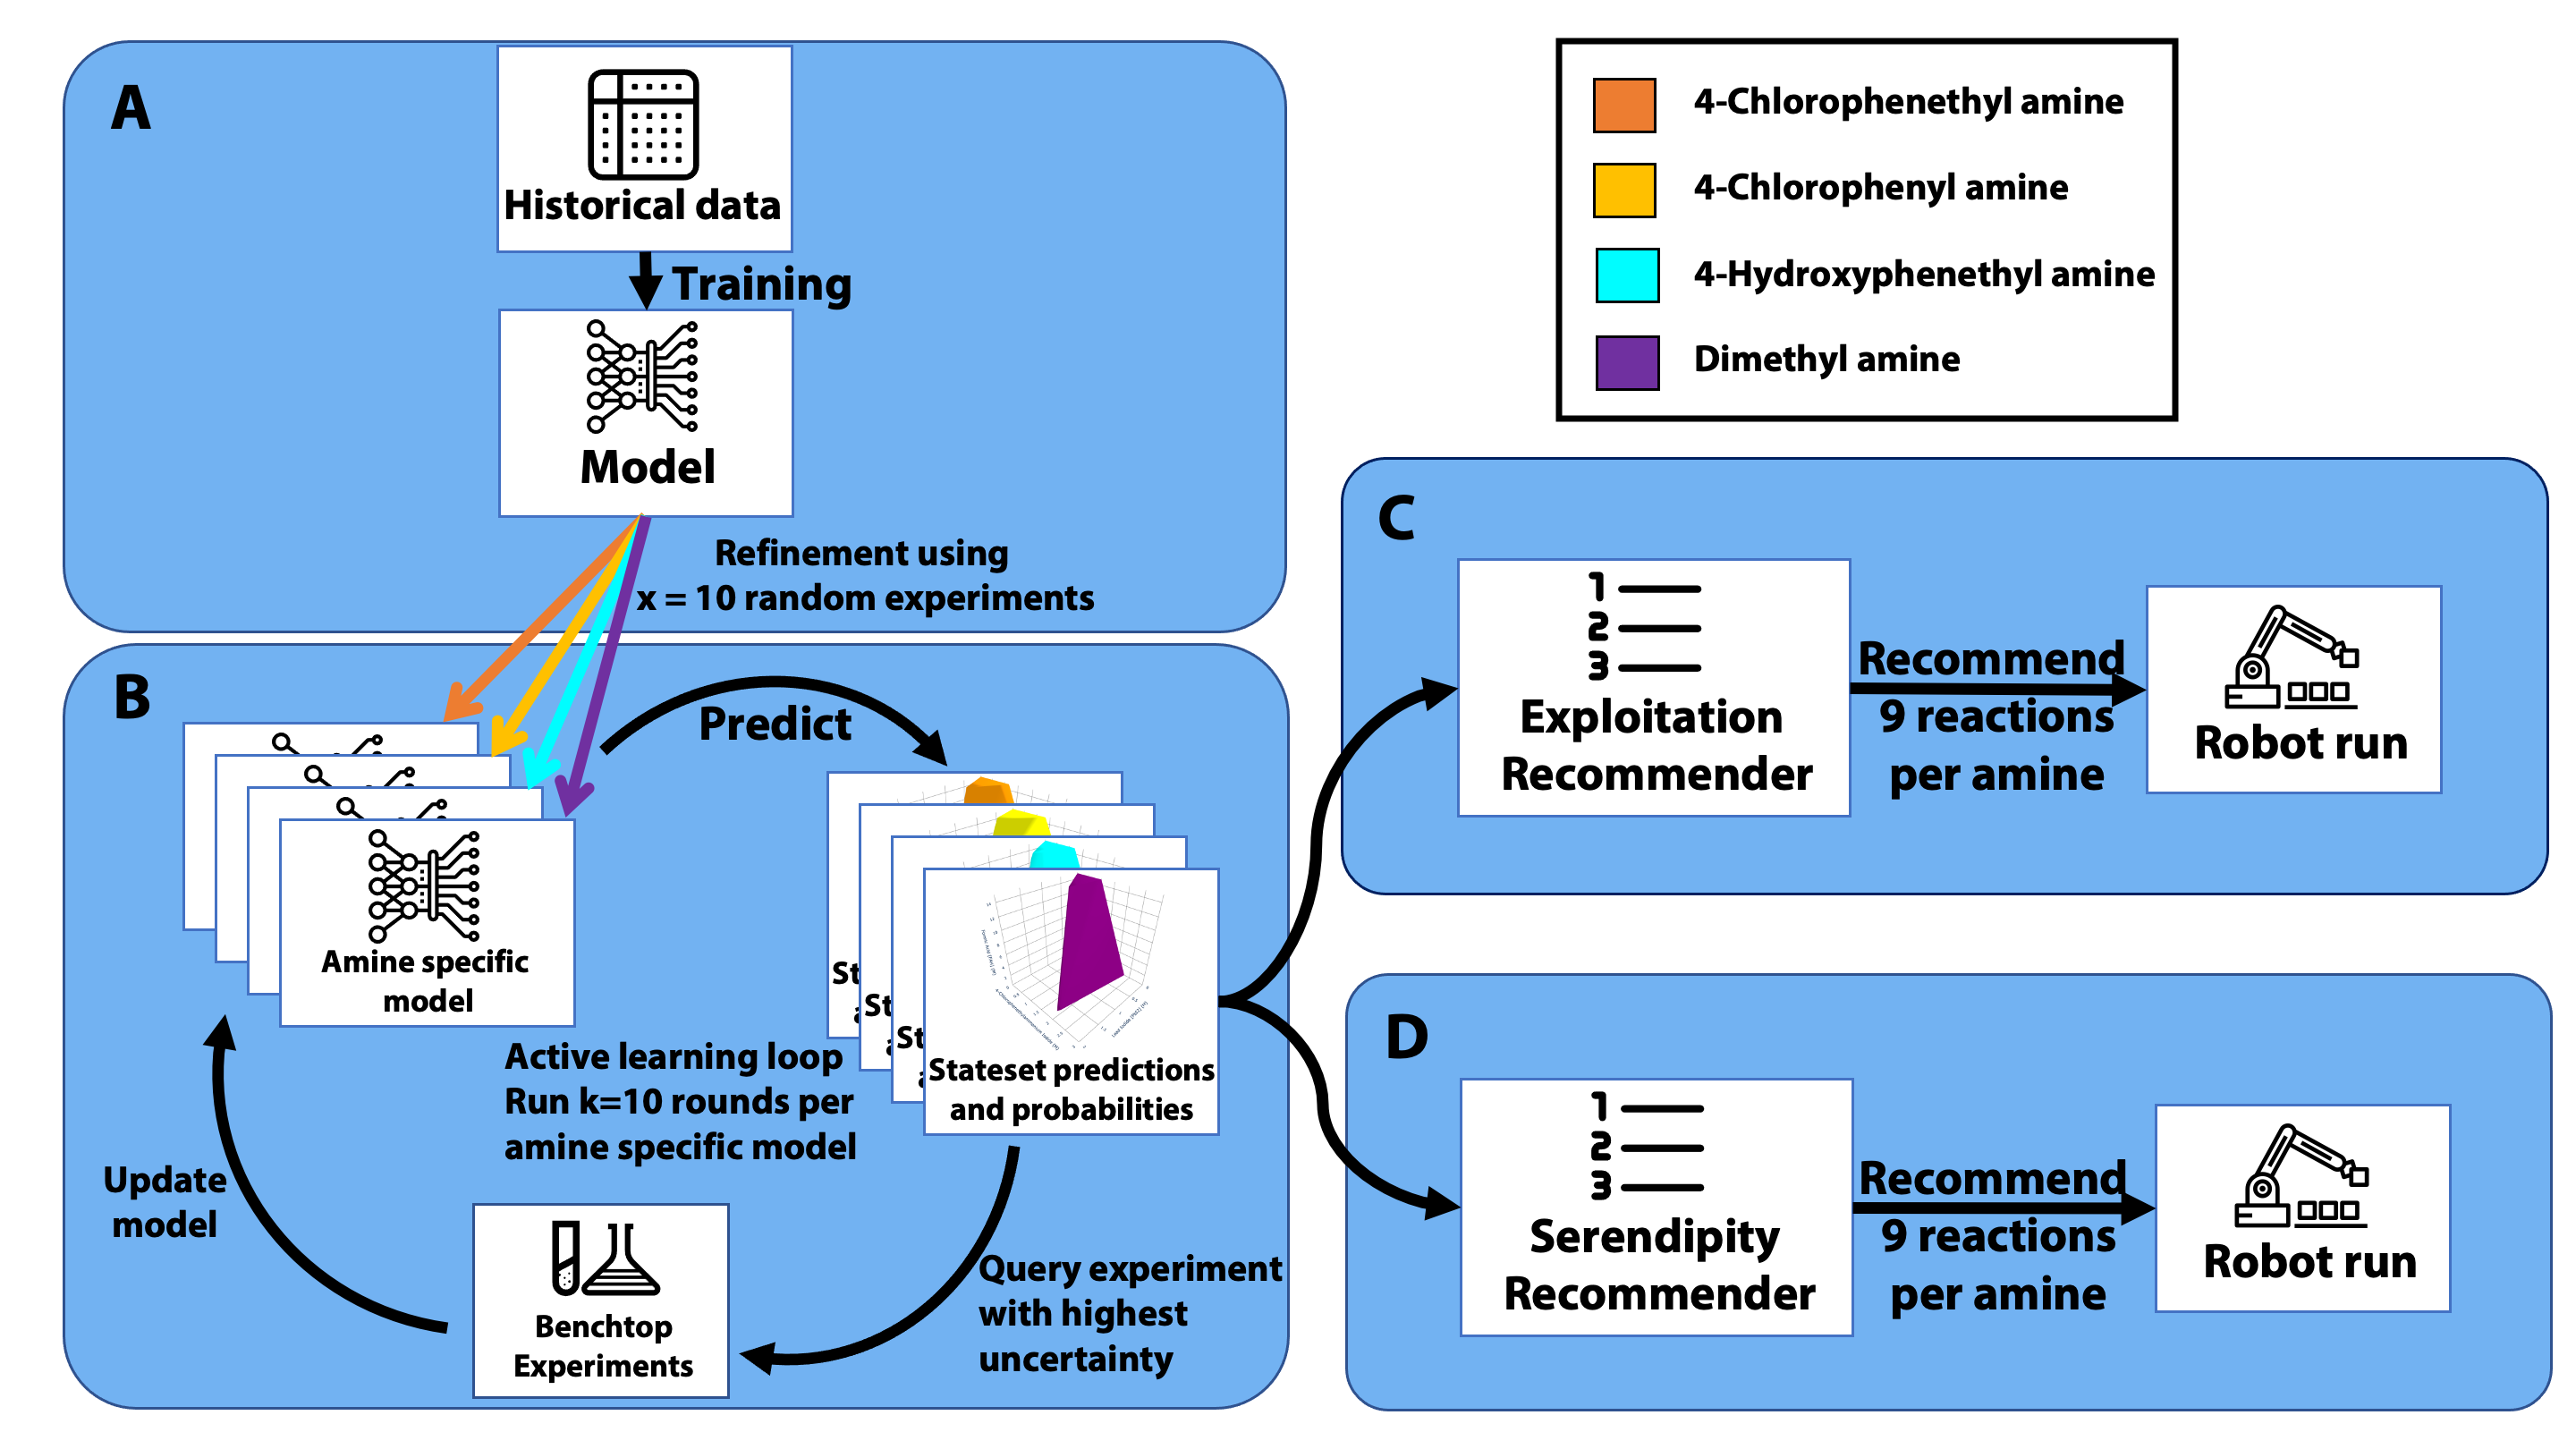 A
Historical data
Training
Model
Refinement using
x = 10 random experiments
B
Predict
Amine specific
model
St
a
St
a
St
a
Stateset predictions
and probabilities
Active learning loop
Run k=10 rounds per
amine specific model
Update
model
Benchtop
Experiments
Query experiment
with highest
uncertainty
4-Chlorophenethyl amine
4-Chlorophenyl amine
4-Hydroxyphenethyl amine
Dimethyl amine
C
1
2
3
Exploitation
Recommender
Recommend
9 reactions
per amine
Robot run
D
1
2
3
Serendipity
Recommender
Recommend
9 reactions
per amine
Robot run